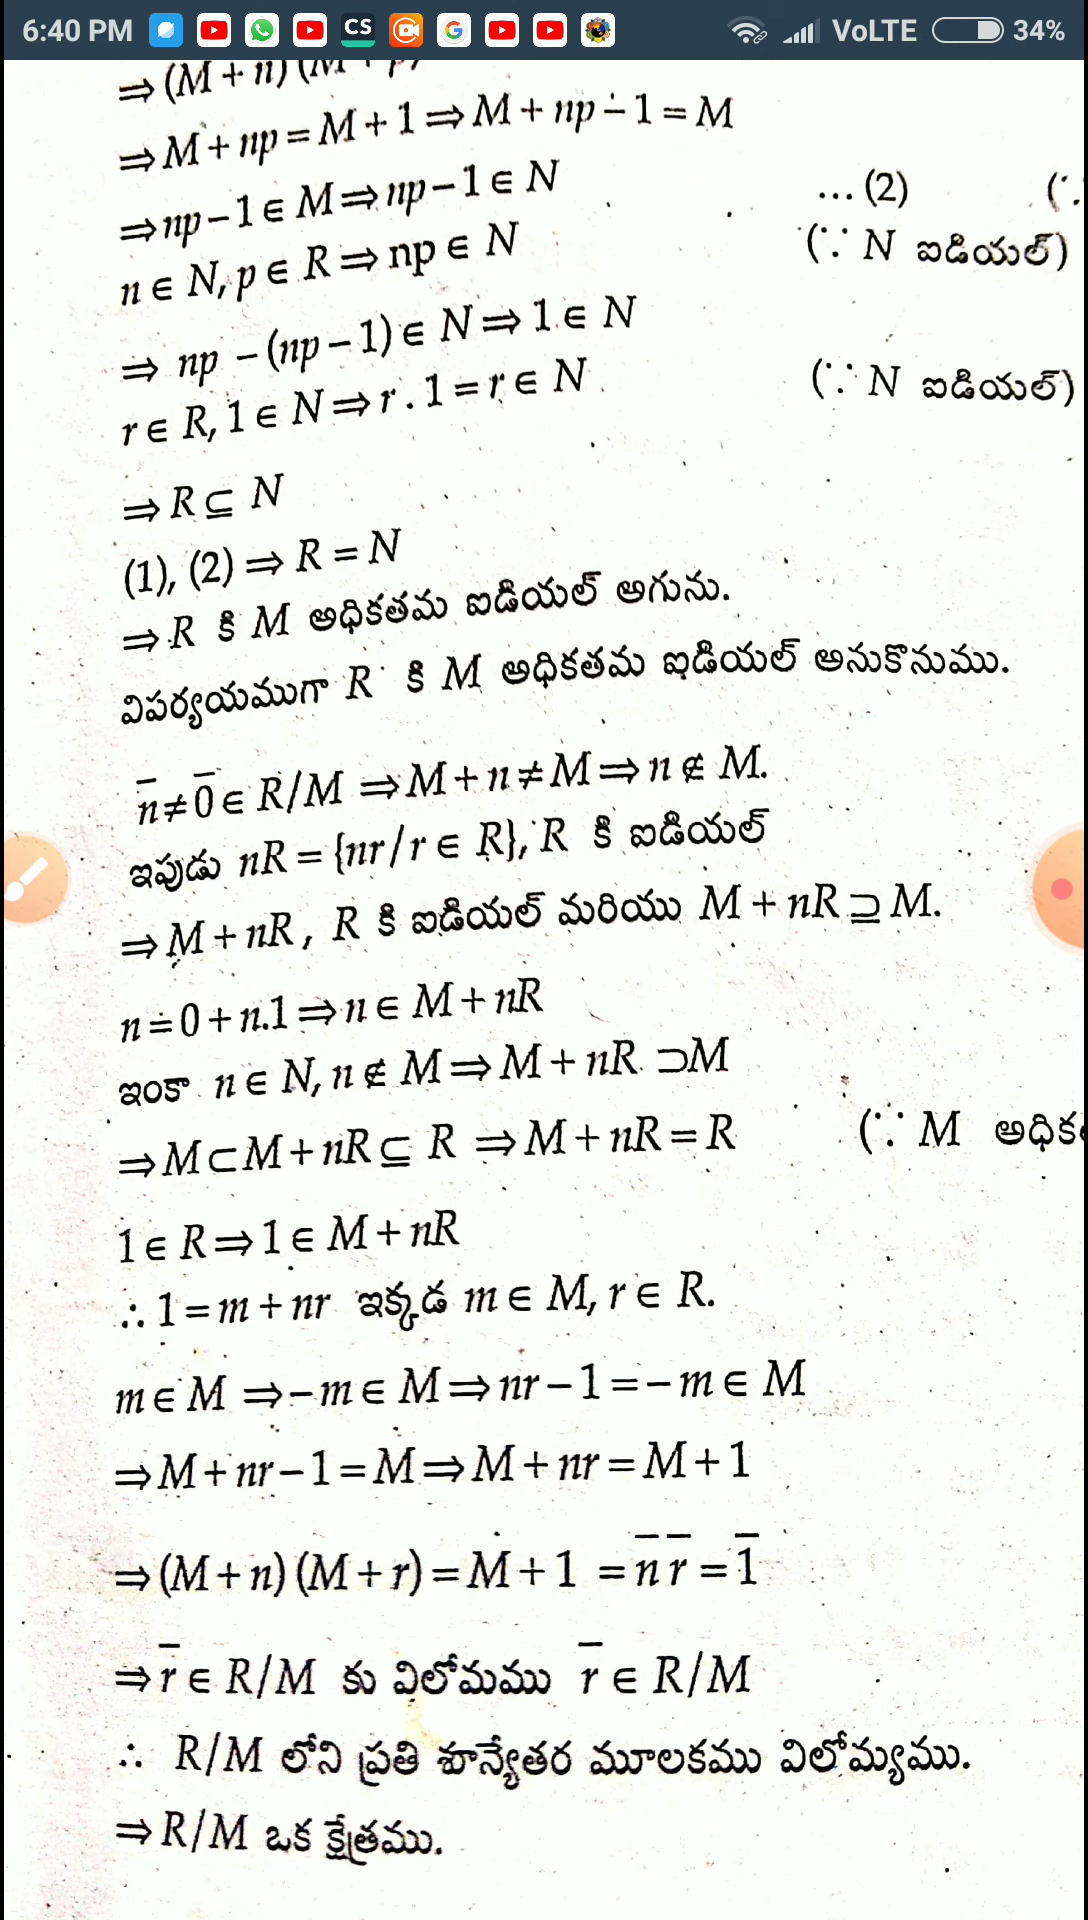 6:40 PM CS G VoLTE 34%
⇒(M+n)(M+p)
⇒M+np=M+1⇒M+np−1=M
⇒np−1∈M⇒np−1∈N ...(2) (∵
n∈N, p∈R⇒np∈N (∵ N ఐడియల్)
⇒ np −(np−1)∈N⇒1∈N
r∈R, 1∈N⇒r.1=r∈N (∵ N ఐడియల్)
⇒R⊆N
(1), (2)⇒R=N
⇒R కి M అధికతమ ఐడియల్ అగును.
విపర్యయముగా R కి M అధికతమ ఐడియల్ అనుకొనుము.
n̅≠0̅∈R/M⇒M+n≠M⇒n∉M.
ఇపుడు nR={nr/r∈R}, R కి ఐడియల్
⇒M+nR, R కి ఐడియల్ మరియు M+nR⊇M.
n=0+n.1⇒n∈M+nR
ఇంకా n∈N, n∉M⇒M+nR ⊃M
⇒M⊂M+nR⊆R⇒M+nR=R (∵ M అధిక
1∈R⇒1∈M+nR
∴1=m+nr ఇక్కడ m∈M, r∈R.
m∈M⇒−m∈M⇒nr−1=−m∈M
⇒M+nr−1=M⇒M+nr=M+1
⇒(M+n)(M+r)=M+1 =n̅ r̅=1̅
⇒r̅∈R/M కు విలోమము r̅∈R/M
∴ R/M లోని ప్రతి శూన్యేతర మూలకము విలోమ్యము.
⇒R/M ఒక క్షేత్రము.